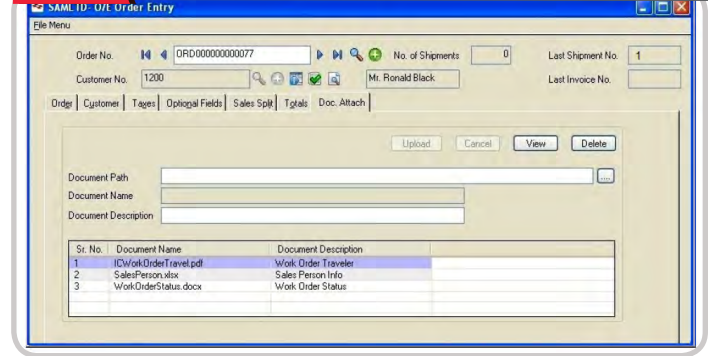 SAMLTD- O/E Order Entry
File Menu
Order No. ORD000000000077 No. of Shipments 0 Last Shipment No. 1
Customer No. 1200 Mr. Ronald Black Last Invoice No.
Order Customer Taxes Optional Fields Sales Split Totals Doc. Attach
Upload Cancel View Delete
Document Path ....
Document Name
Document Description
Sr. No. Document Name Document Description
1 ICWorkOrderTravel.pdf Work Order Traveler
2 SalesPerson.xlsx Sales Person Info
3 WorkOrderStatus.docx Work Order Status